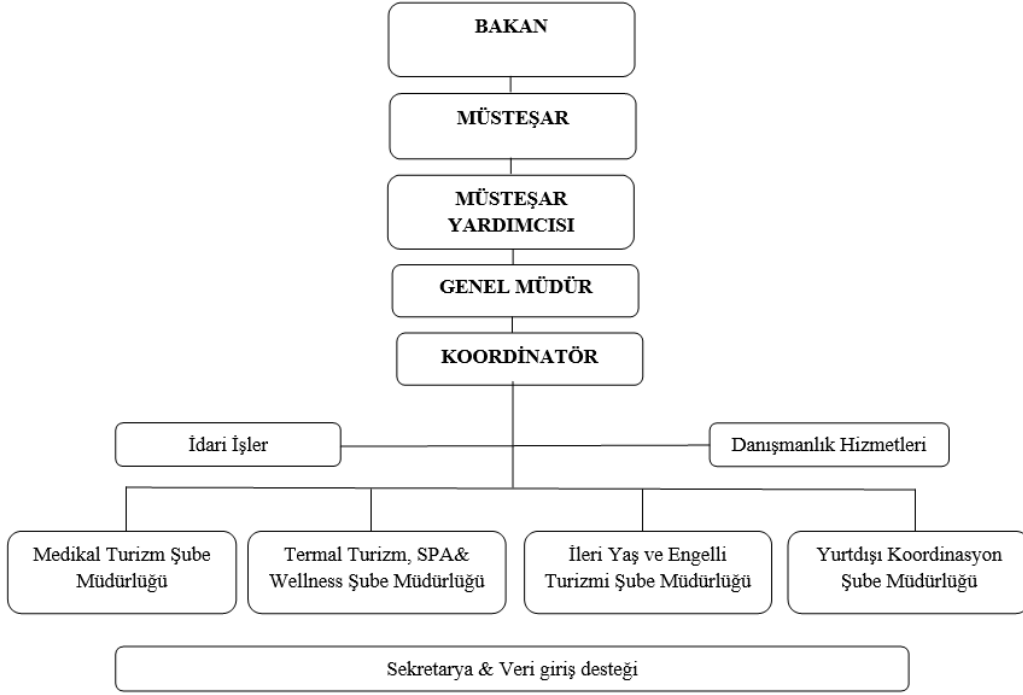 BAKAN
MÜSTEŞAR
MÜSTEŞAR
YARDIMCISI
GENEL MÜDÜR
KOORDİNATÖR
İdari İşler
Danışmanlık Hizmetleri
Medikal Turizm Şube
Müdürlüğü
Termal Turizm, SPA&
Wellness Şube Müdürlüğü
İleri Yaş ve Engelli
Turizmi Şube Müdürlüğü
Yurtdışı Koordinasyon
Şube Müdürlüğü
Sekretarya & Veri giriş desteği